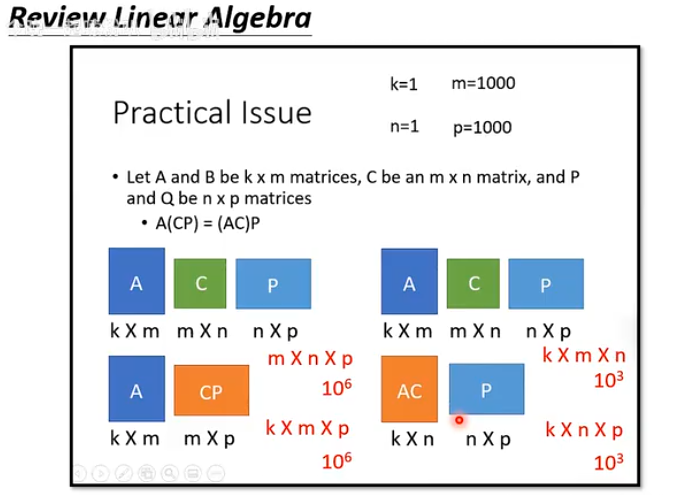 Review Linear Algebra
k=1 m=1000
Practical Issue
n=1 p=1000
• Let A and B be k x m matrices, C be an m x n matrix, and P
and Q be n x p matrices
• A(CP) = (AC)P
A C P A C P
k X m m X n n X p k X m m X n n X p
m X n X p k X m X n
10⁶ 10³
A CP AC P
k X m m X p k X n n X p
k X m X p k X n X p
10⁶ 10³